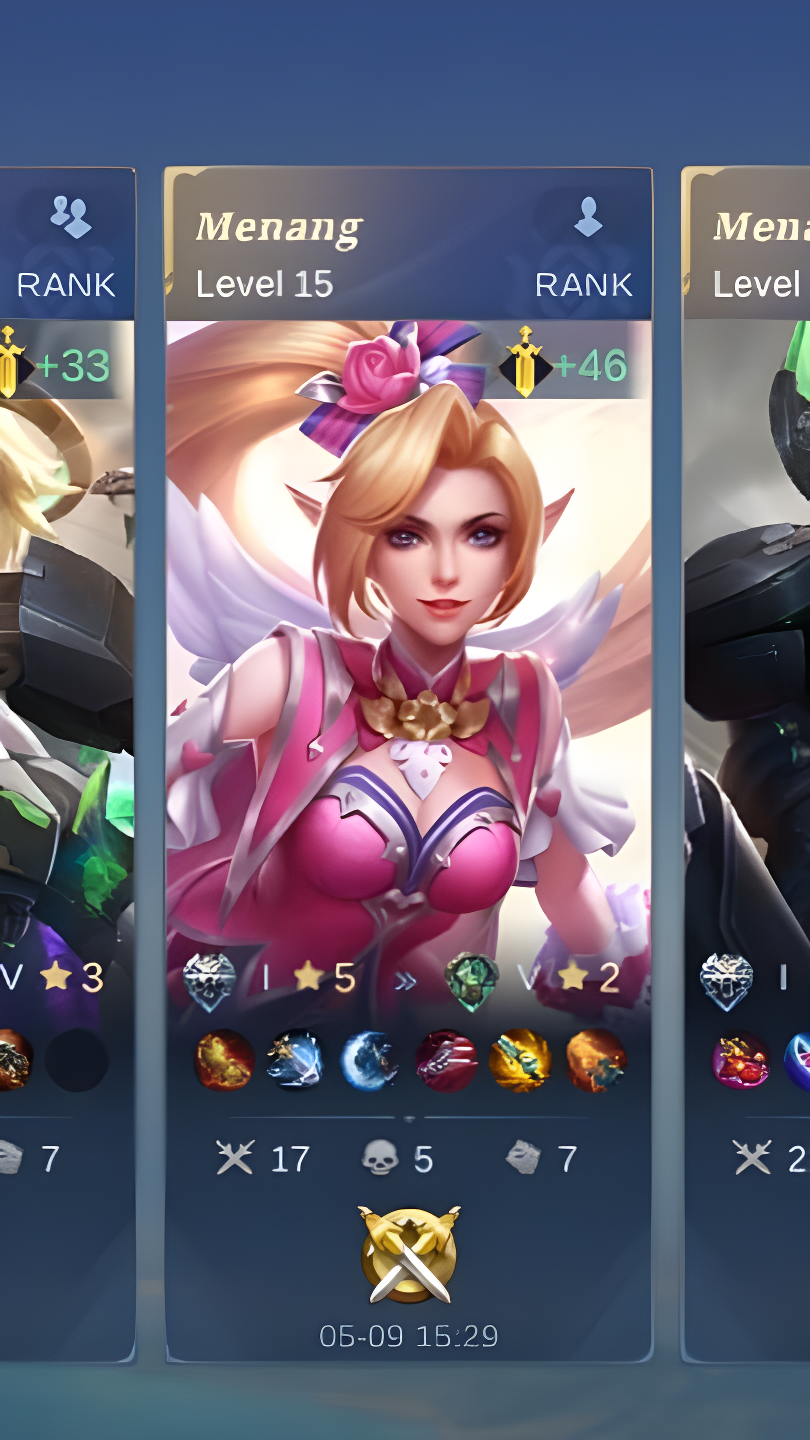 RANK
+33
V 3
7
Menang
Level 15
RANK
+46
I 5 » V 2
17 5 7
05-09 15:29
Mena
Level
I
2